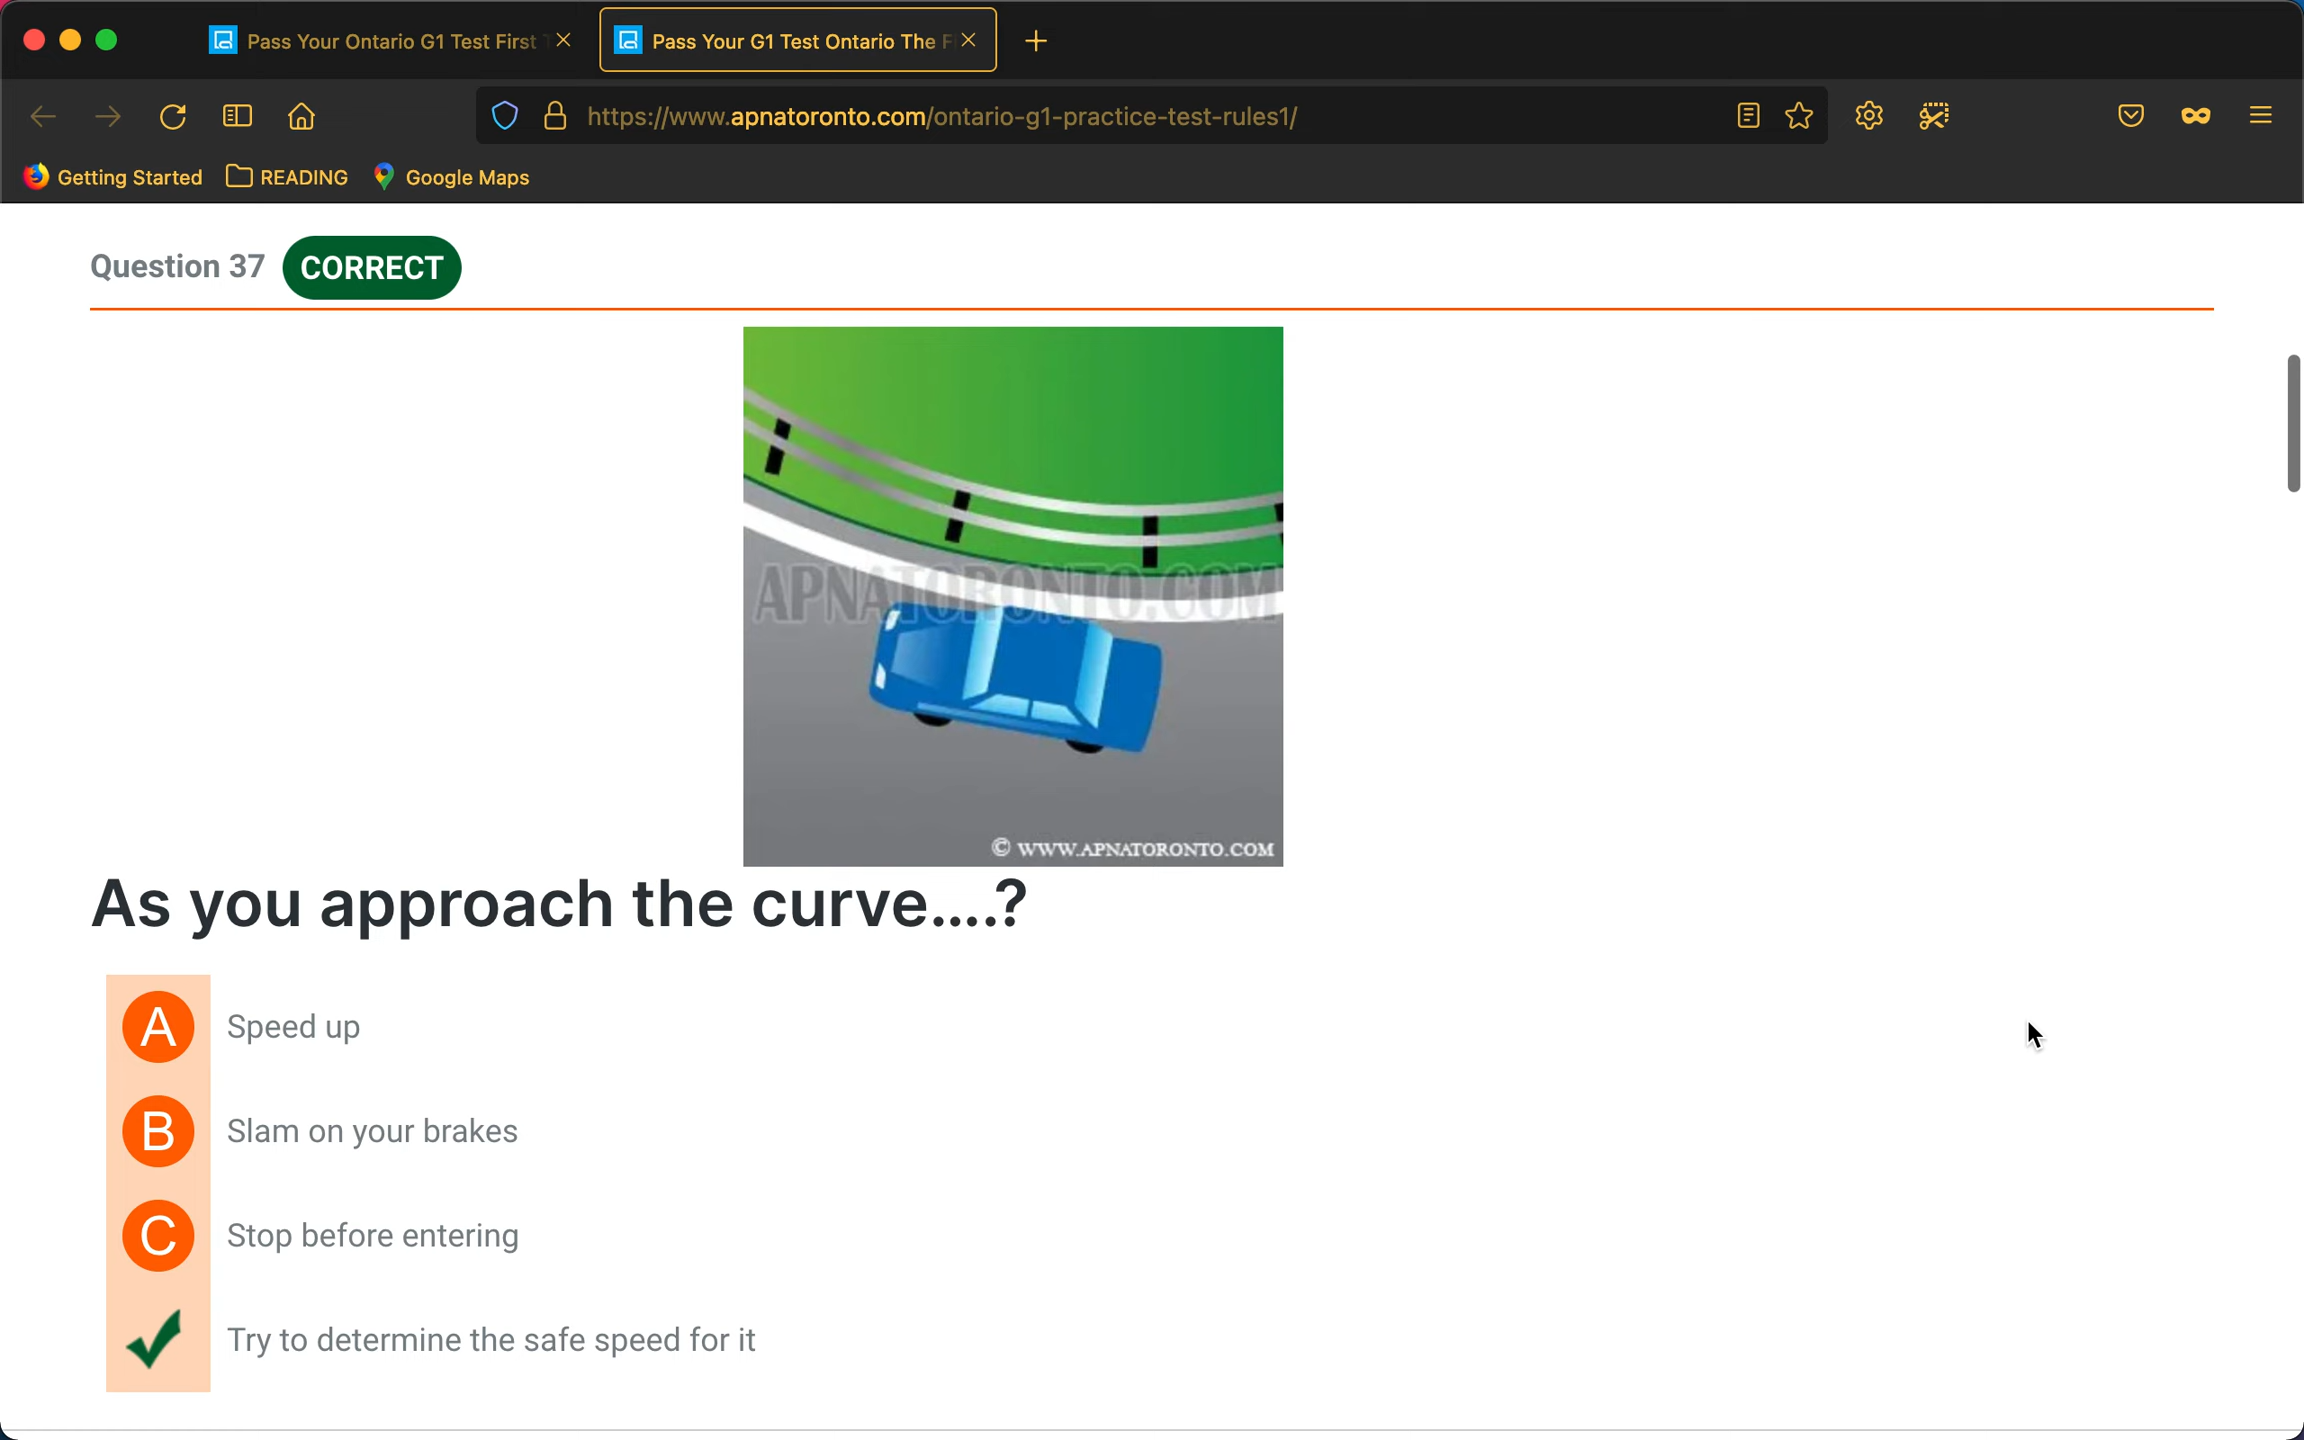 Pass Your Ontario G1 Test First
Pass Your G1 Test Ontario The F
https://www.apnatoronto.com/ontario-g1-practice-test-rules1/
Getting Started
READING
Google Maps
Question 37
CORRECT
APNATORONTO.COM
© WWW.APNATORONTO.COM
As you approach the curve....?
A
Speed up
B
Slam on your brakes
C
Stop before entering
Try to determine the safe speed for it